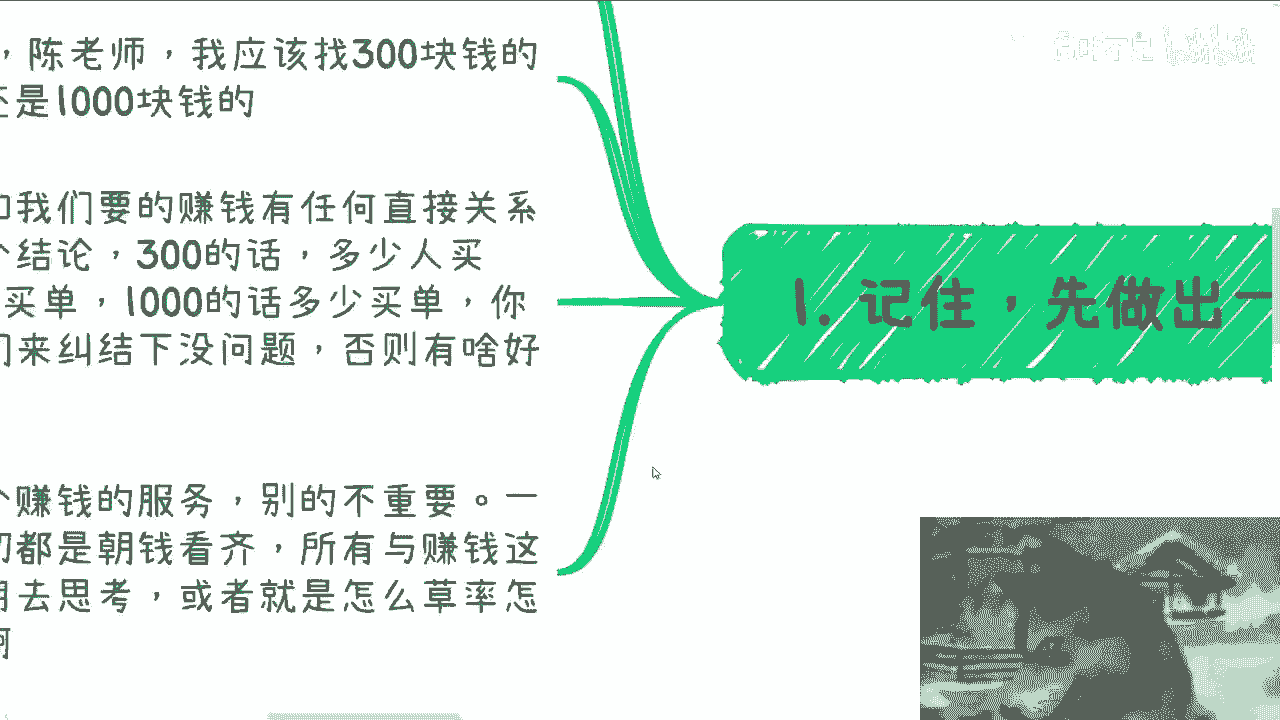 ，陈老师，我应该找300块钱的
还是1000块钱的
和我们要的赚钱有任何直接关系
个结论，300的话，多少人买
买单，1000的话多少买单，你
们来纠结下没问题，否则有啥好
个赚钱的服务，别的不重要。一
切都是朝钱看齐，所有与赚钱这
用去思考，或者就是怎么草率怎
1. 记住，先做出一